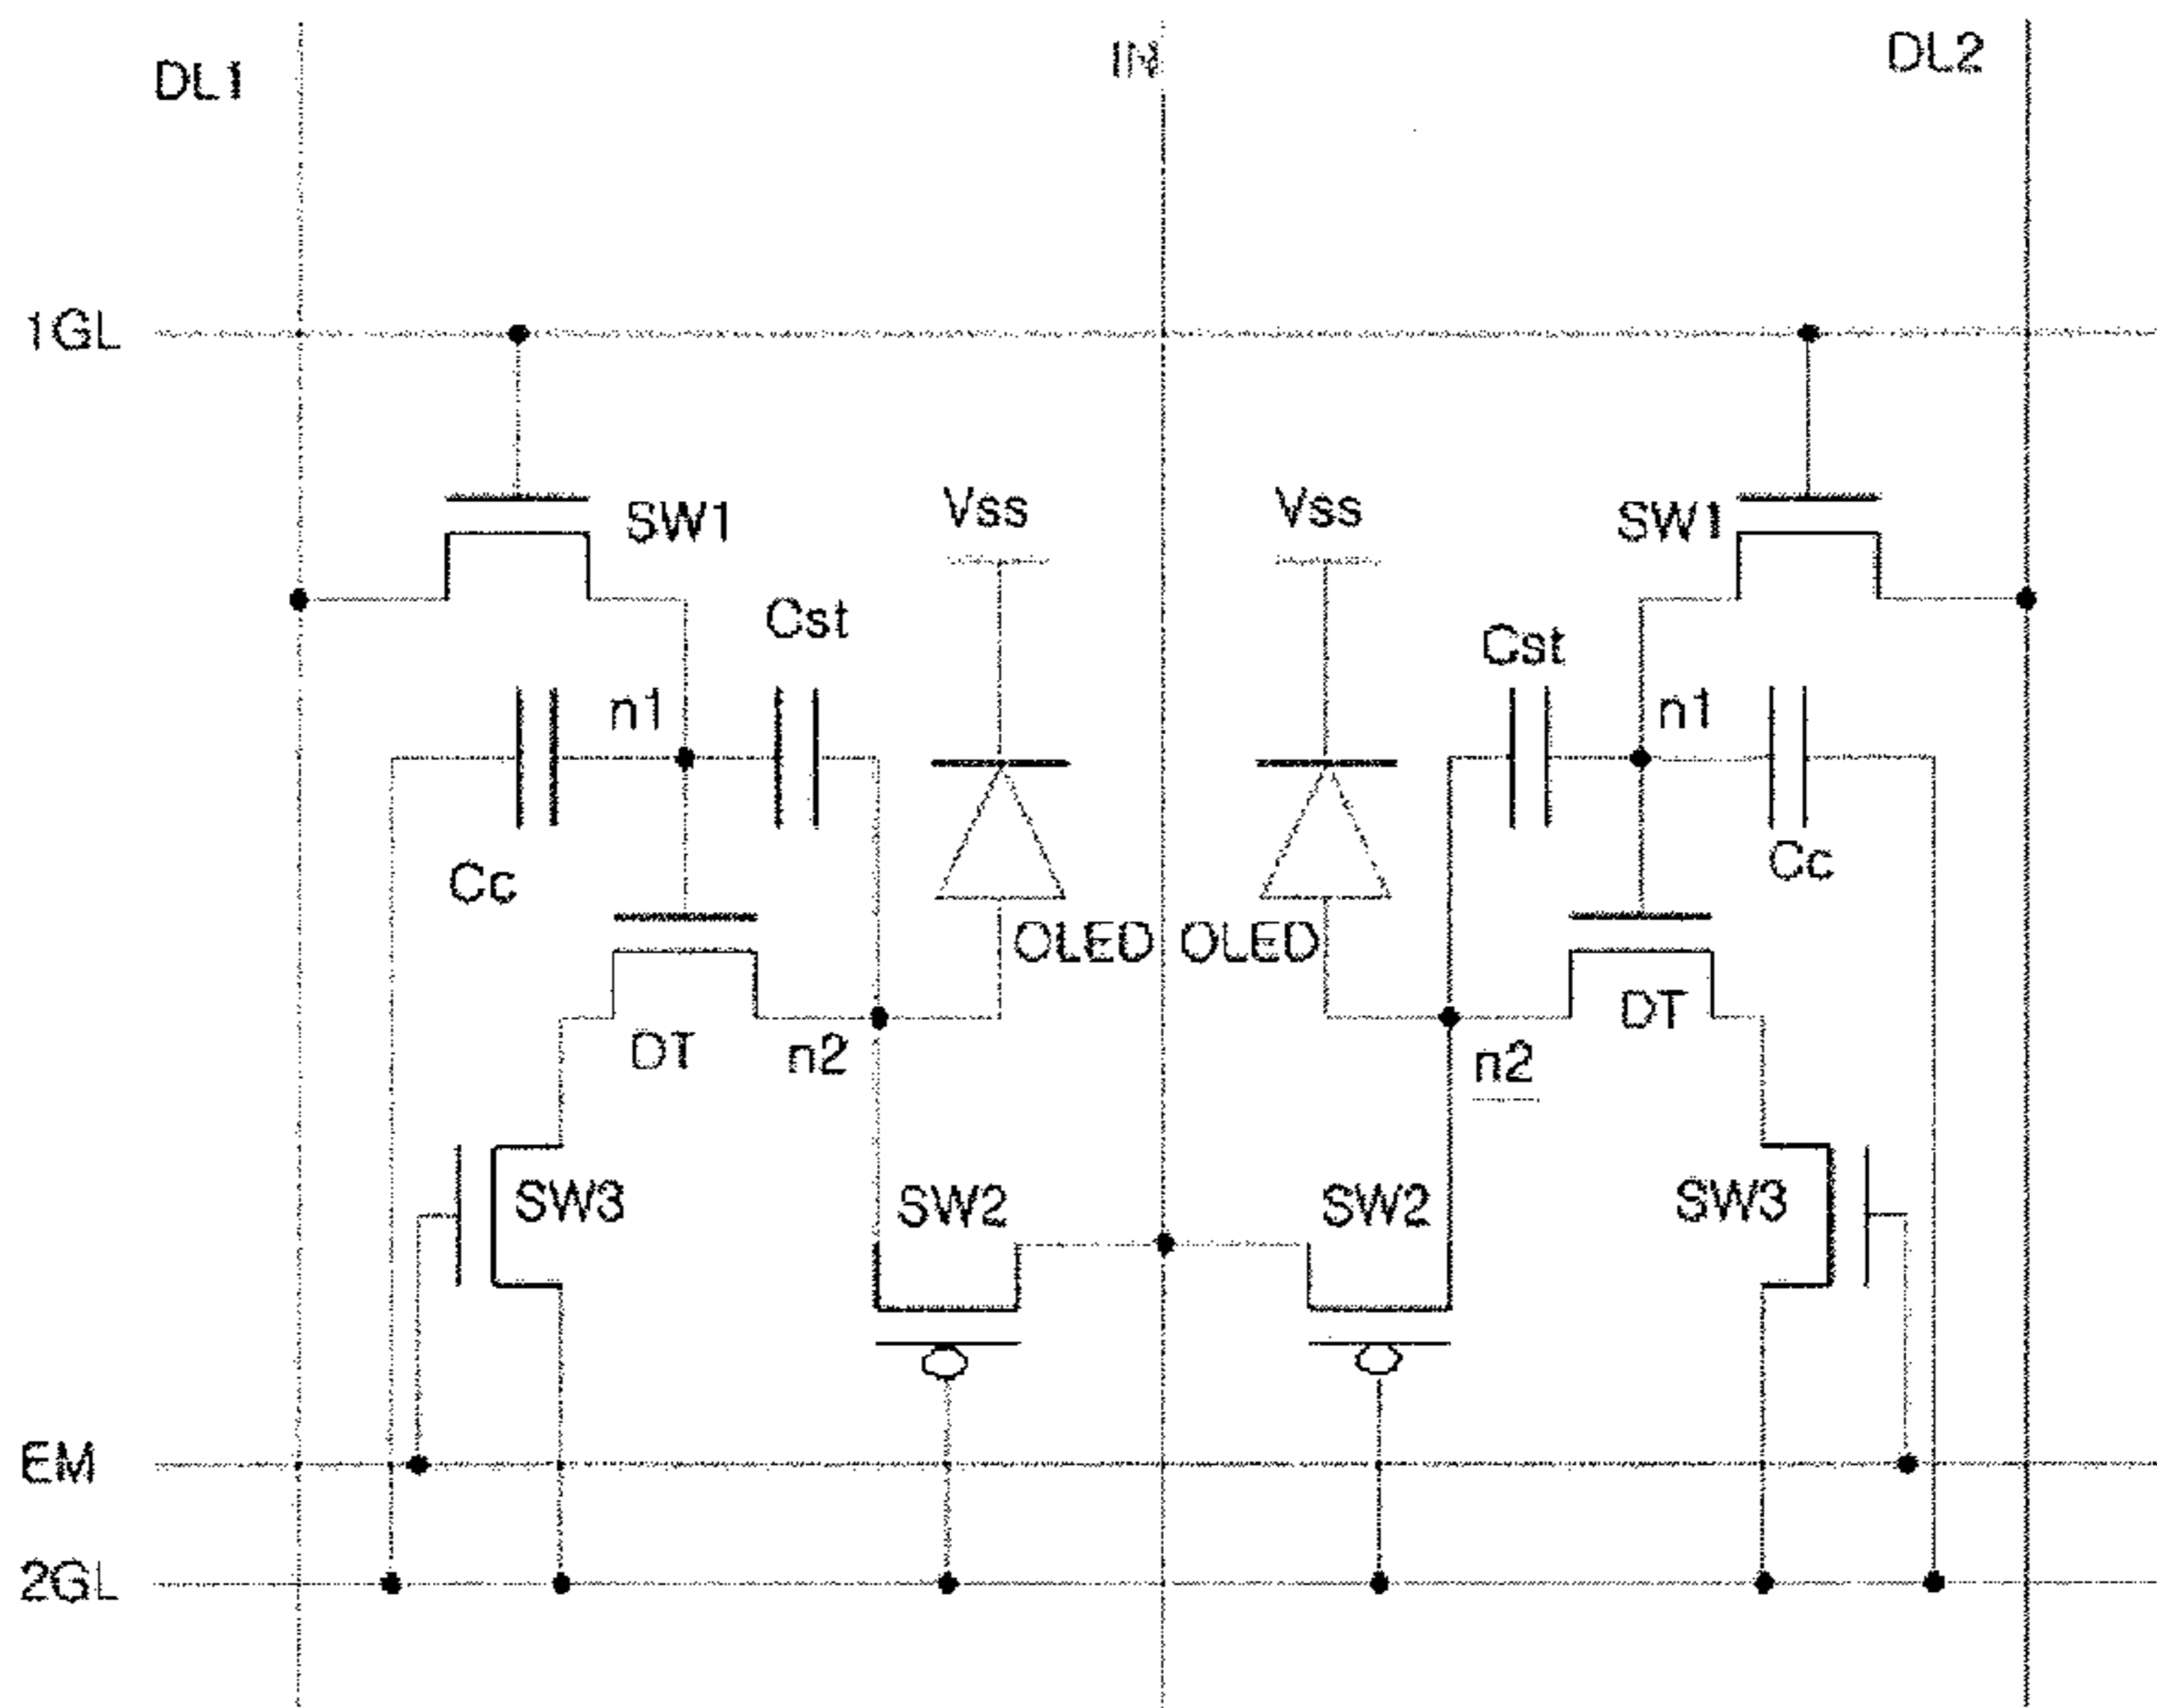 DL1
IN
DL2
1GL
SW1
Vss
Vss
SW1
Cst
Cst
n1
n1
Cc
Cc
OLED
OLED
DT
n2
n2
DT
SW3
SW2
SW2
SW3
EM
2GL